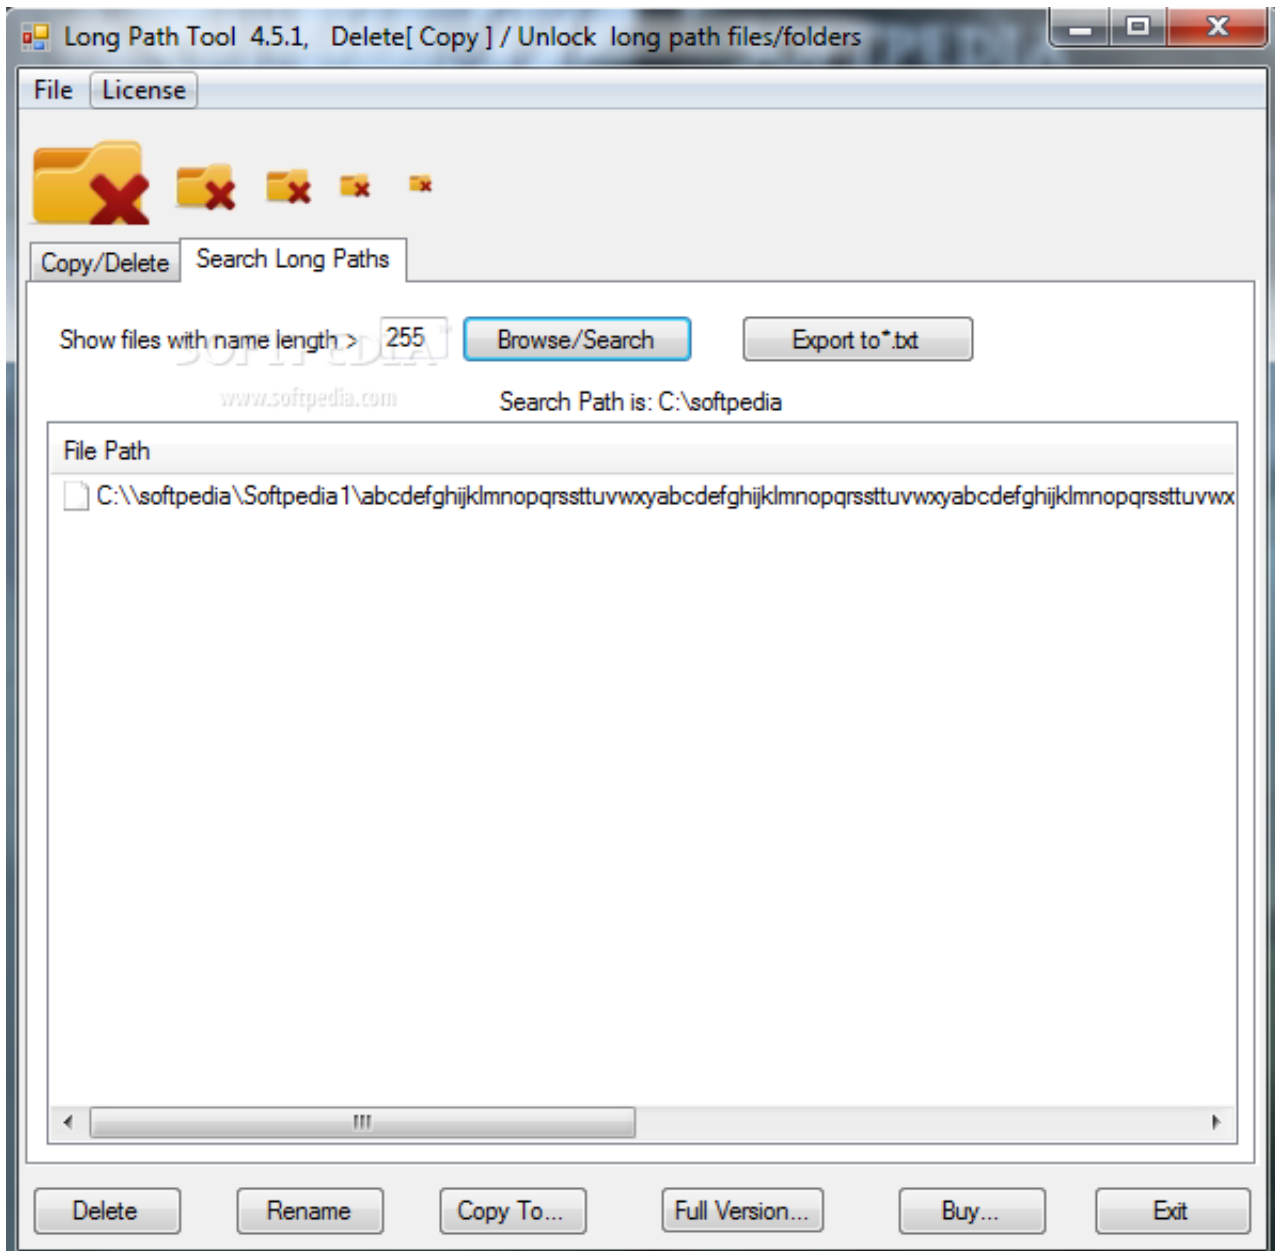 Long Path Tool 4.5.1, Delete[ Copy ] / Unlock long path files/folders
File License
Copy/Delete Search Long Paths
Show files with name length > 255 Browse/Search Export to*.txt
SOFTPEDIA
www.softpedia.com Search Path is: C:\softpedia
File Path
C:\\softpedia\Softpedia1\abcdefghijklmnopqrssttuvwxyabcdefghijklmnopqrssttuvwxyabcdefghijklmnopqrssttuvwx
Delete Rename Copy To... Full Version... Buy... Exit